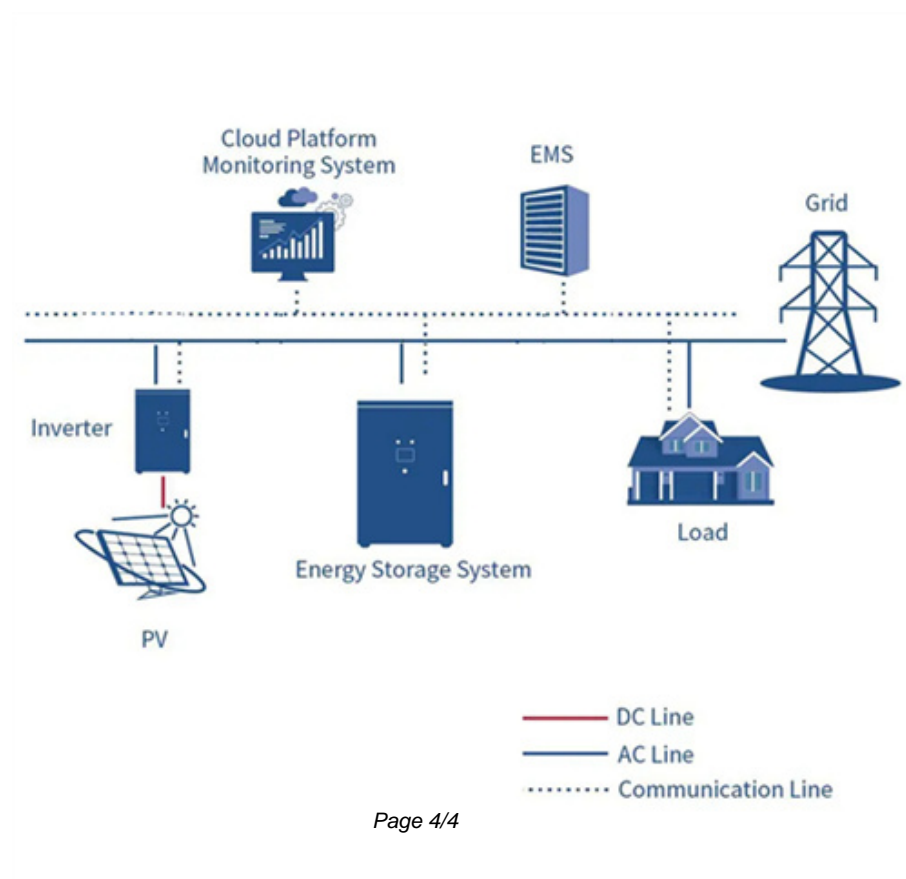 Cloud Platform
Monitoring System
EMS
Grid
Inverter
Load
Energy Storage System
PV
DC Line
AC Line
Communication Line
Page 4/4